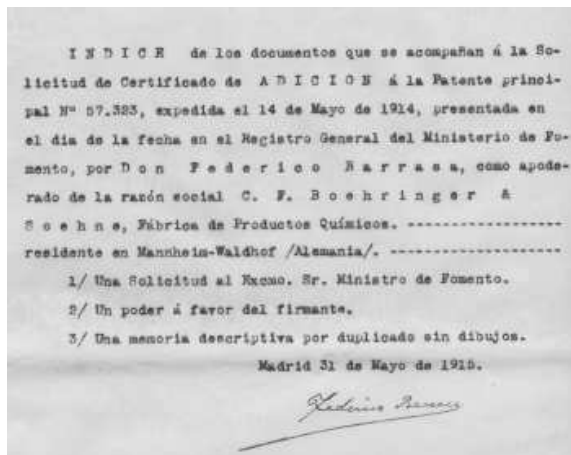 I N D I C E de los documentos que se acompañan á la So-
licitud de Certificado de A D I C I O N á la Patente princi-
pal Nº 57.323, expedida el 14 de Mayo de 1914, presentada en
el dia de la fecha en el Registro General del Ministerio de Fo-
mento, por D o n F e d e r i c o B a r r a s a, como apode-
rado de la razón social C. F. B o e h r i n g e r &
S o e h n e, Fábrica de Productos Químicos. -------------------
residente en Mannheim-Waldhof /Alemania/. --------------------
1/ Una Solicitud al Excmo. Sr. Ministro de Fomento.
2/ Un poder á favor del firmante.
3/ Una memoria descriptiva por duplicado sin dibujos.
Madrid 31 de Mayo de 1915.
Federico